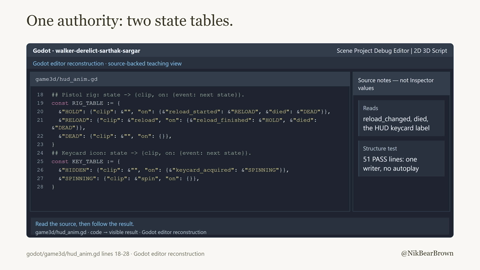 One authority: two state tables.
Godot · walker-derelict-sarthak-sargar
Scene Project Debug Editor | 2D 3D Script
Godot editor reconstruction · source-backed teaching view
game3d/hud_anim.gd
18 ## Pistol rig: state -> {clip, on: {event: next state}}.
19 const RIG_TABLE := {
20 &"HOLD": {"clip": &"", "on": {&"reload_started": &"RELOAD", &"died": &"DEAD"}},
21 &"RELOAD": {"clip": &"reload", "on": {&"reload_finished": &"HOLD", &"died":
&"DEAD"}},
22 &"DEAD": {"clip": &"", "on": {}},
23 }
24 ## Keycard icon: state -> {clip, on: {event: next state}}.
25 const KEY_TABLE := {
26 &"HIDDEN": {"clip": &"", "on": {&"keycard_acquired": &"SPINNING"}},
27 &"SPINNING": {"clip": &"spin", "on": {}},
28 }
Source notes — not Inspector
values
Reads
reload_changed, died,
the HUD keycard label
Structure test
51 PASS lines: one
writer, no autoplay
Read the source, then follow the result.
game3d/hud_anim.gd · code → visible result · Godot editor reconstruction
godot/game3d/hud_anim.gd lines 18-28 · Godot editor reconstruction
@NikBearBrown